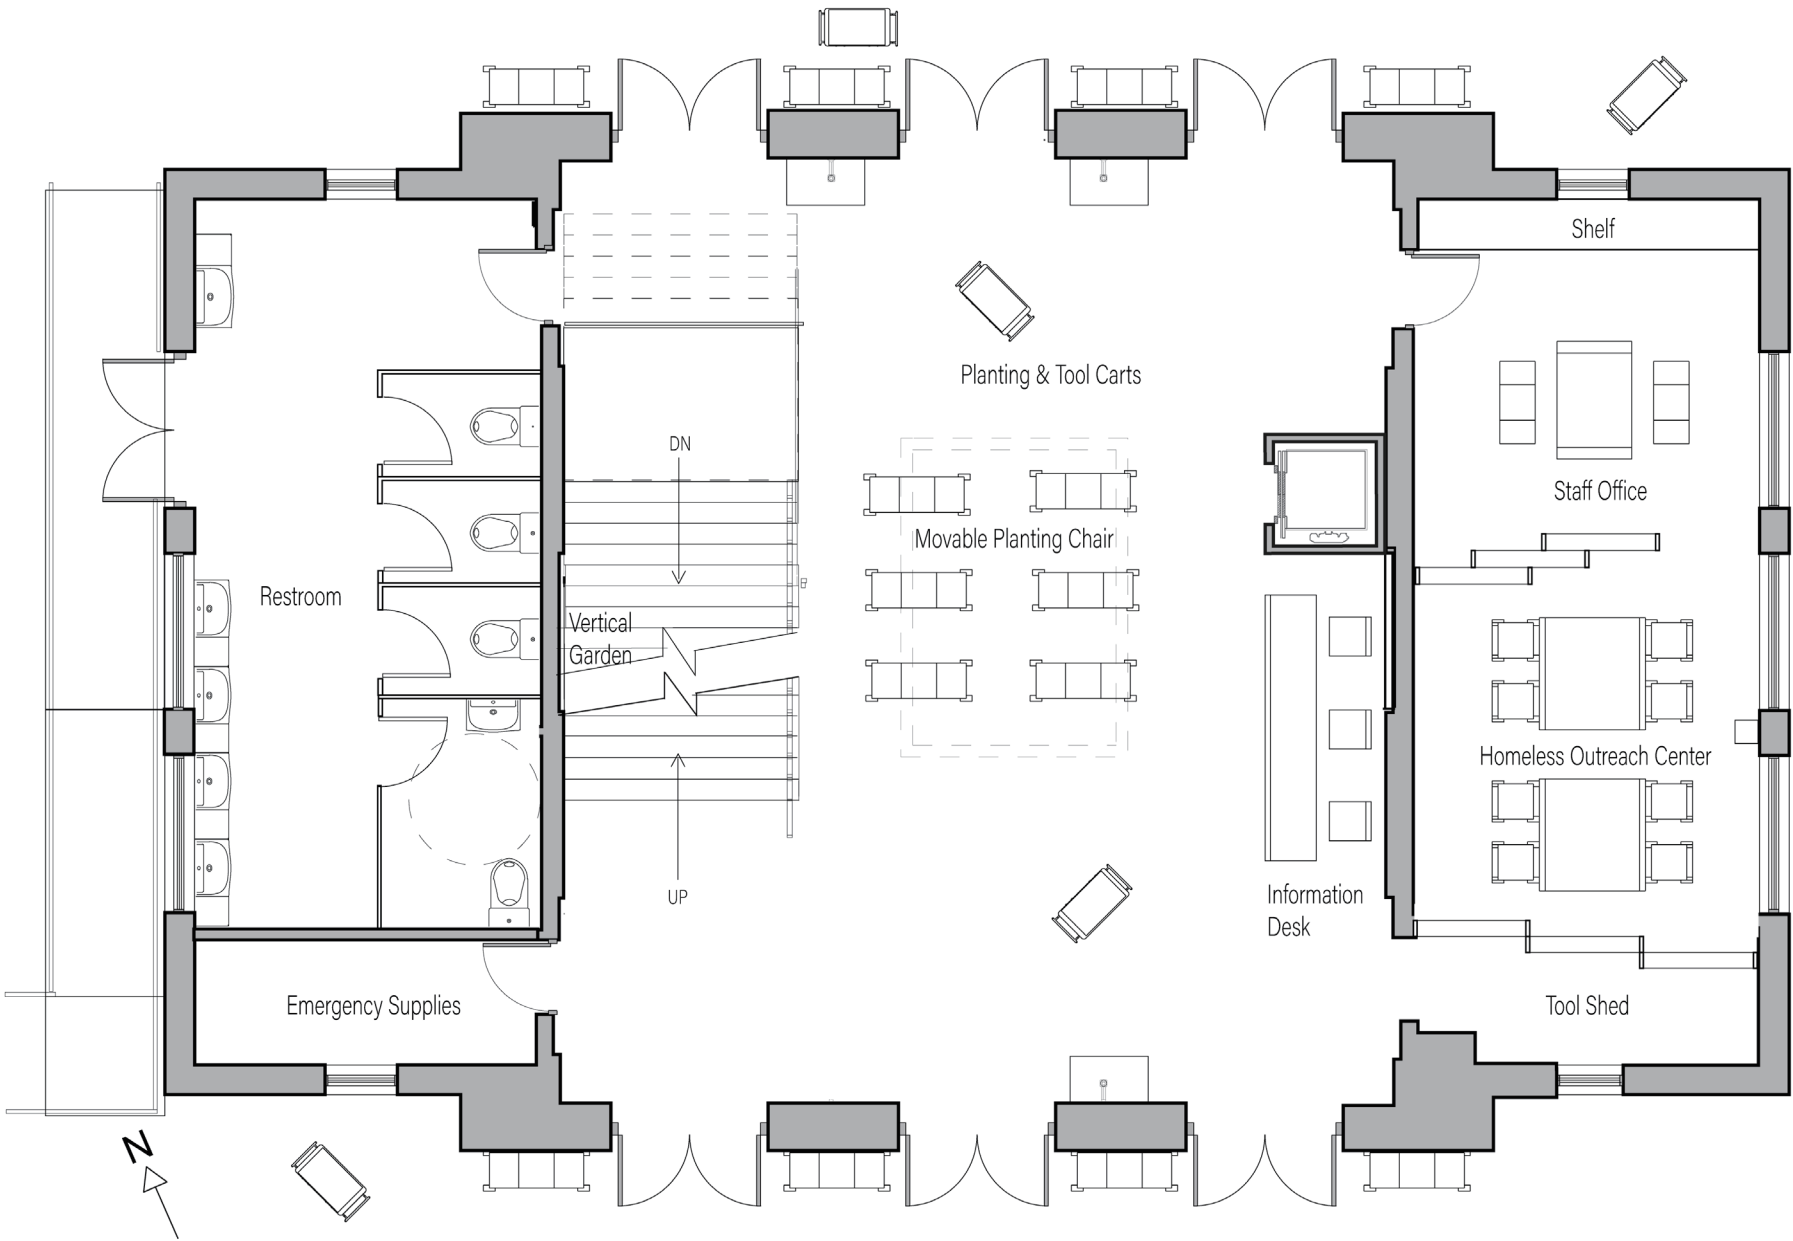 Shelf
Planting & Tool Carts
DN
Staff Office
Movable Planting Chair
Restroom
Vertical
Garden
Homeless Outreach Center
UP
Information
Desk
Emergency Supplies
Tool Shed
N